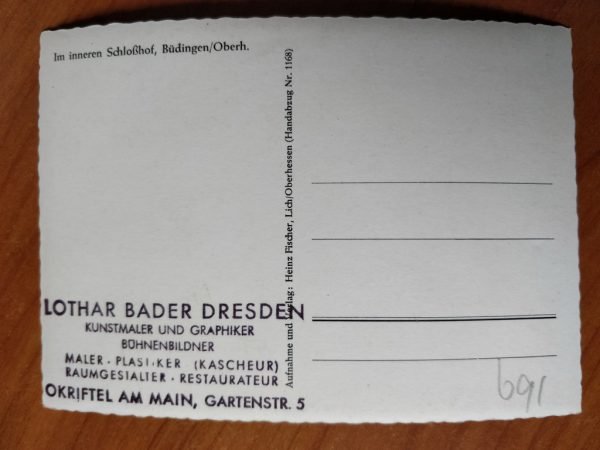 Im inneren Schloßhof, Büdingen/Oberh.
Aufnahme und Verlag: Heinz Fischer, Lich/Oberhessen (Handabzug Nr. 1168)
LOTHAR BADER DRESDEN
KUNSTMALER UND GRAPHIKER
BÜHNENBILDNER
MALER · PLASTIKER (KASCHEUR)
RAUMGESTALTER · RESTAURATEUR
OKRIFTEL AM MAIN, GARTENSTR. 5
691